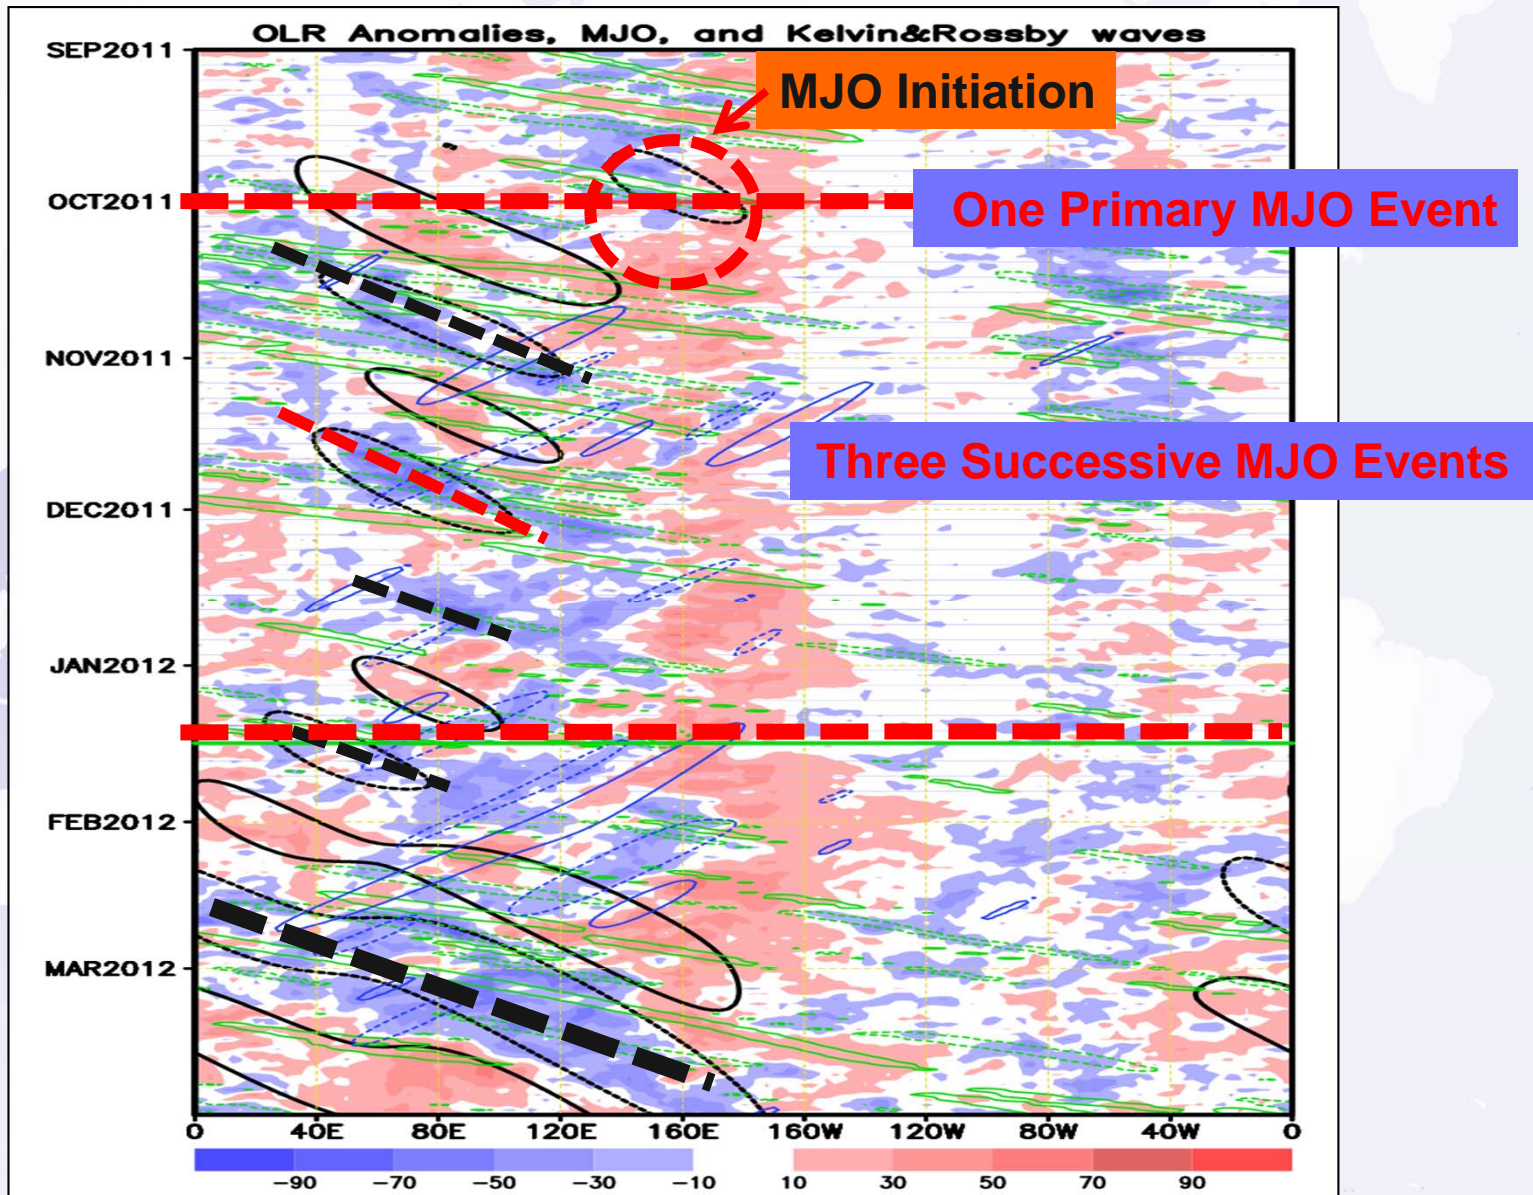 OLR Anomalies, MJO, and Kelvin&Rossby waves
SEP2011
MJO Initiation
OCT2011
One Primary MJO Event
NOV2011
Three Successive MJO Events
DEC2011
JAN2012
FEB2012
MAR2012
0 40E 80E 120E 160E 160W 120W 80W 40W 0
-90 -70 -50 -30 -10 10 30 50 70 90